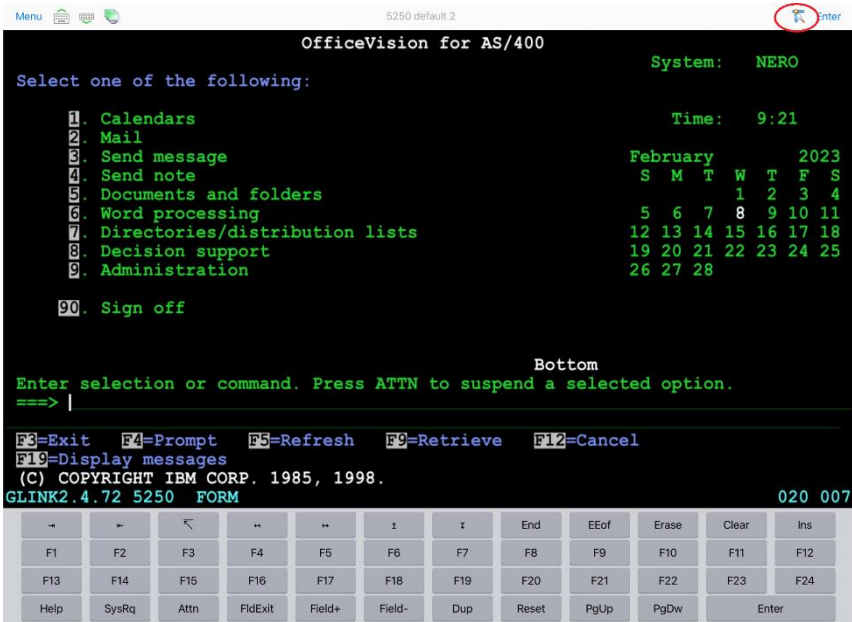 Menu 5250 default 2 Enter
OfficeVision for AS/400
System: NERO
Select one of the following:
1. Calendars Time: 9:21
2. Mail
3. Send message February 2023
4. Send note S M T W T F S
5. Documents and folders 1 2 3 4
6. Word processing 5 6 7 8 9 10 11
7. Directories/distribution lists 12 13 14 15 16 17 18
8. Decision support 19 20 21 22 23 24 25
9. Administration 26 27 28
90. Sign off
Bottom
Enter selection or command. Press ATTN to suspend a selected option.
===>
F3=Exit F4=Prompt F5=Refresh F9=Retrieve F12=Cancel
F19=Display messages
(C) COPYRIGHT IBM CORP. 1985, 1998.
GLINK2.4.72 5250 FORM 020 007
End EEof Erase Clear Ins
F1 F2 F3 F4 F5 F6 F7 F8 F9 F10 F11 F12
F13 F14 F15 F16 F17 F18 F19 F20 F21 F22 F23 F24
Help SysRq Attn FldExit Field+ Field- Dup Reset PgUp PgDw Enter